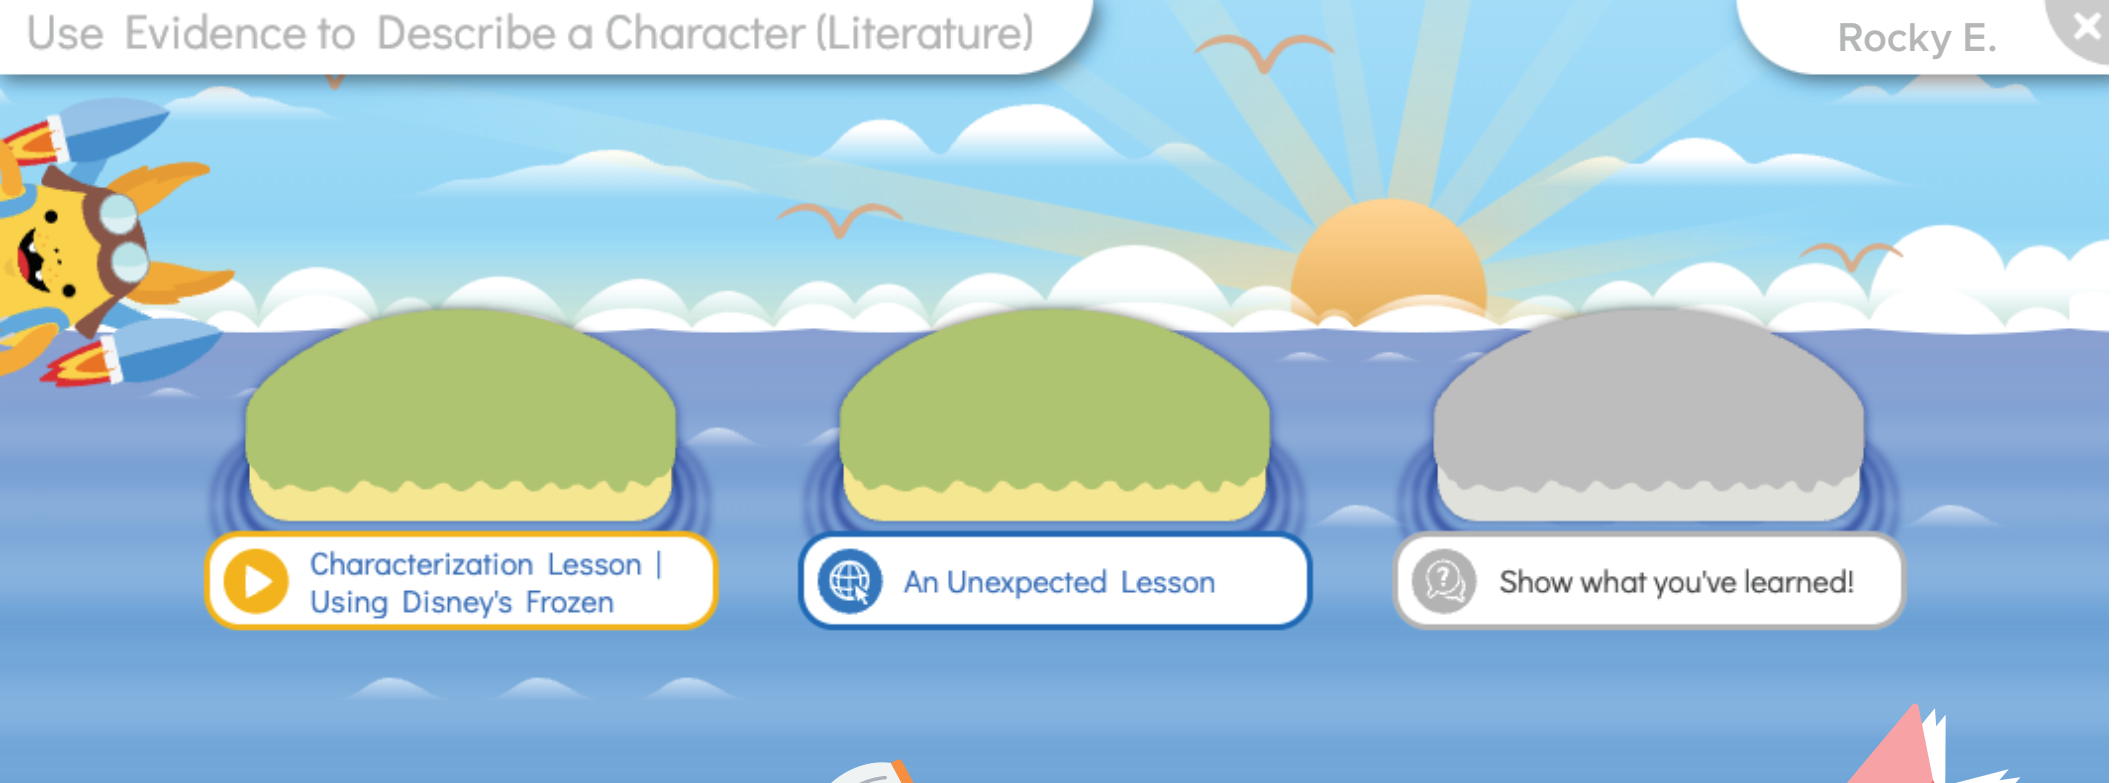 Use Evidence to Describe a Character (Literature)
Rocky E.
Characterization Lesson |
Using Disney's Frozen
An Unexpected Lesson
Show what you've learned!